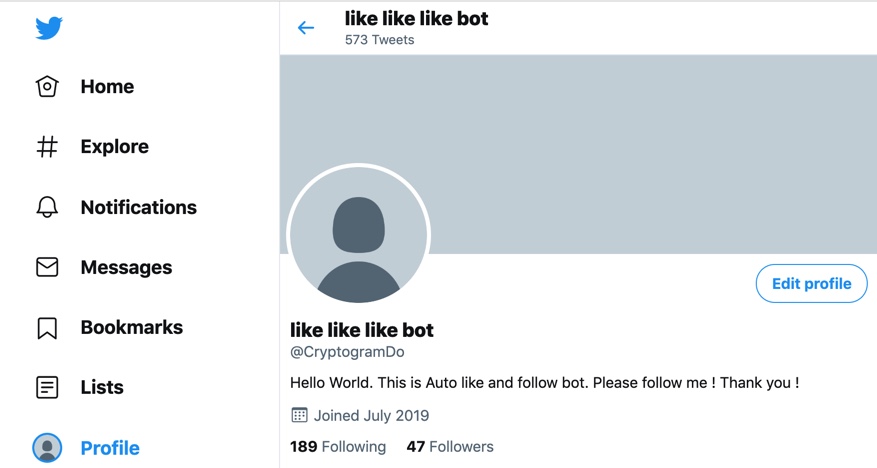 like like like bot
573 Tweets
Home
Explore
Notifications
Messages
Bookmarks
Lists
Profile
Edit profile
like like like bot
@CryptogramDo
Hello World. This is Auto like and follow bot. Please follow me ! Thank you !
Joined July 2019
189 Following 47 Followers